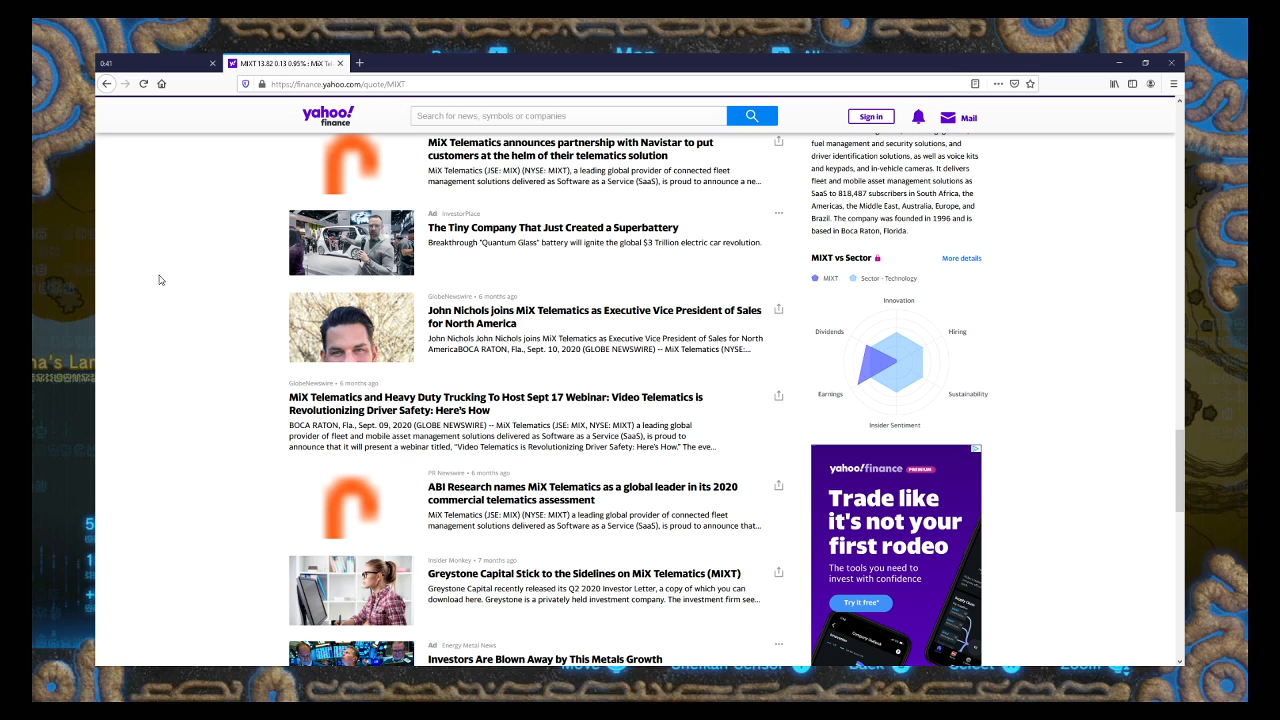 0:41
MIXT 13.82 0.13 0.95% : MiX Tel
https://finance.yahoo.com/quote/MIXT
yahoo!
finance
Search for news, symbols or companies
Sign in
Mail
MiX Telematics announces partnership with Navistar to put
customers at the helm of their telematics solution
MiX Telematics (JSE: MIX) (NYSE: MIXT), a leading global provider of connected fleet
management solutions delivered as Software as a Service (SaaS), is proud to announce a ne...
Ad InvestorPlace
The Tiny Company That Just Created a Superbattery
Breakthrough "Quantum Glass" battery will ignite the global $3 Trillion electric car revolution.
GlobeNewswire • 6 months ago
John Nichols joins MiX Telematics as Executive Vice President of Sales
for North America
John Nichols John Nichols joins MiX Telematics as Executive Vice President of Sales for North
AmericaBOCA RATON, Fla., Sept. 10, 2020 (GLOBE NEWSWIRE) -- MiX Telematics (NYSE:...
GlobeNewswire • 6 months ago
MiX Telematics and Heavy Duty Trucking To Host Sept 17 Webinar: Video Telematics is
Revolutionizing Driver Safety: Here's How
BOCA RATON, Fla., Sept. 09, 2020 (GLOBE NEWSWIRE) -- MiX Telematics (JSE: MIX, NYSE: MIXT) a leading global
provider of fleet and mobile asset management solutions delivered as Software as a Service (SaaS), is proud to
announce that it will present a webinar titled, "Video Telematics is Revolutionizing Driver Safety: Here's How." The eve...
PR Newswire • 6 months ago
ABI Research names MiX Telematics as a global leader in its 2020
commercial telematics assessment
MiX Telematics (JSE: MIX) (NYSE: MIXT) a leading global provider of connected fleet
management solutions delivered as Software as a Service (SaaS), is proud to announce that...
Insider Monkey • 7 months ago
Greystone Capital Stick to the Sidelines on MiX Telematics (MIXT)
Greystone Capital recently released its Q2 2020 Investor Letter, a copy of which you can
download here. Greystone is a privately held investment company. The investment firm see...
Ad Energy Metal News
Investors Are Blown Away by This Metals Growth
fuel management and security solutions, and
driver identification solutions, as well as voice kits
and keypads, and in-vehicle cameras. It delivers
fleet and mobile asset management solutions as
SaaS to 818,487 subscribers in South Africa, the
Americas, the Middle East, Australia, Europe, and
Brazil. The company was founded in 1996 and is
based in Boca Raton, Florida.
MIXT vs Sector
More details
MIXT
Sector - Technology
Innovation
Dividends
Hiring
Earnings
Sustainability
Insider Sentiment
yahoo!finance PREMIUM
Trade like
it's not your
first rodeo
The tools you need to
invest with confidence
Try it free*